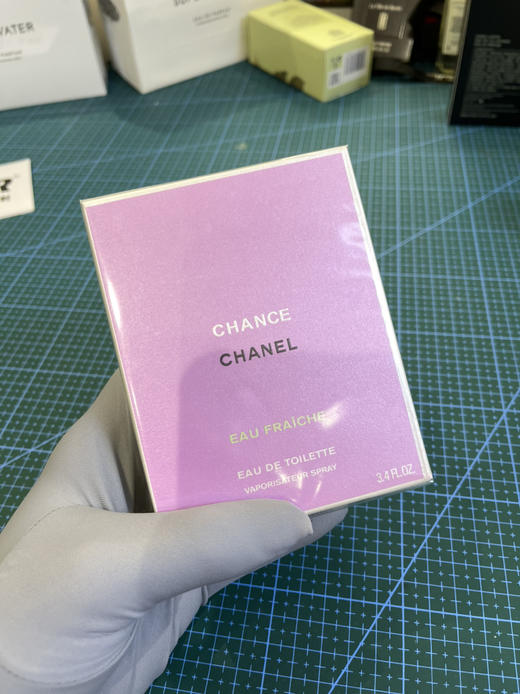 WATER
CHANCE
CHANEL
EAU FRAÎCHE
EAU DE TOILETTE
VAPORISATEUR SPRAY
3.4 FL.OZ.